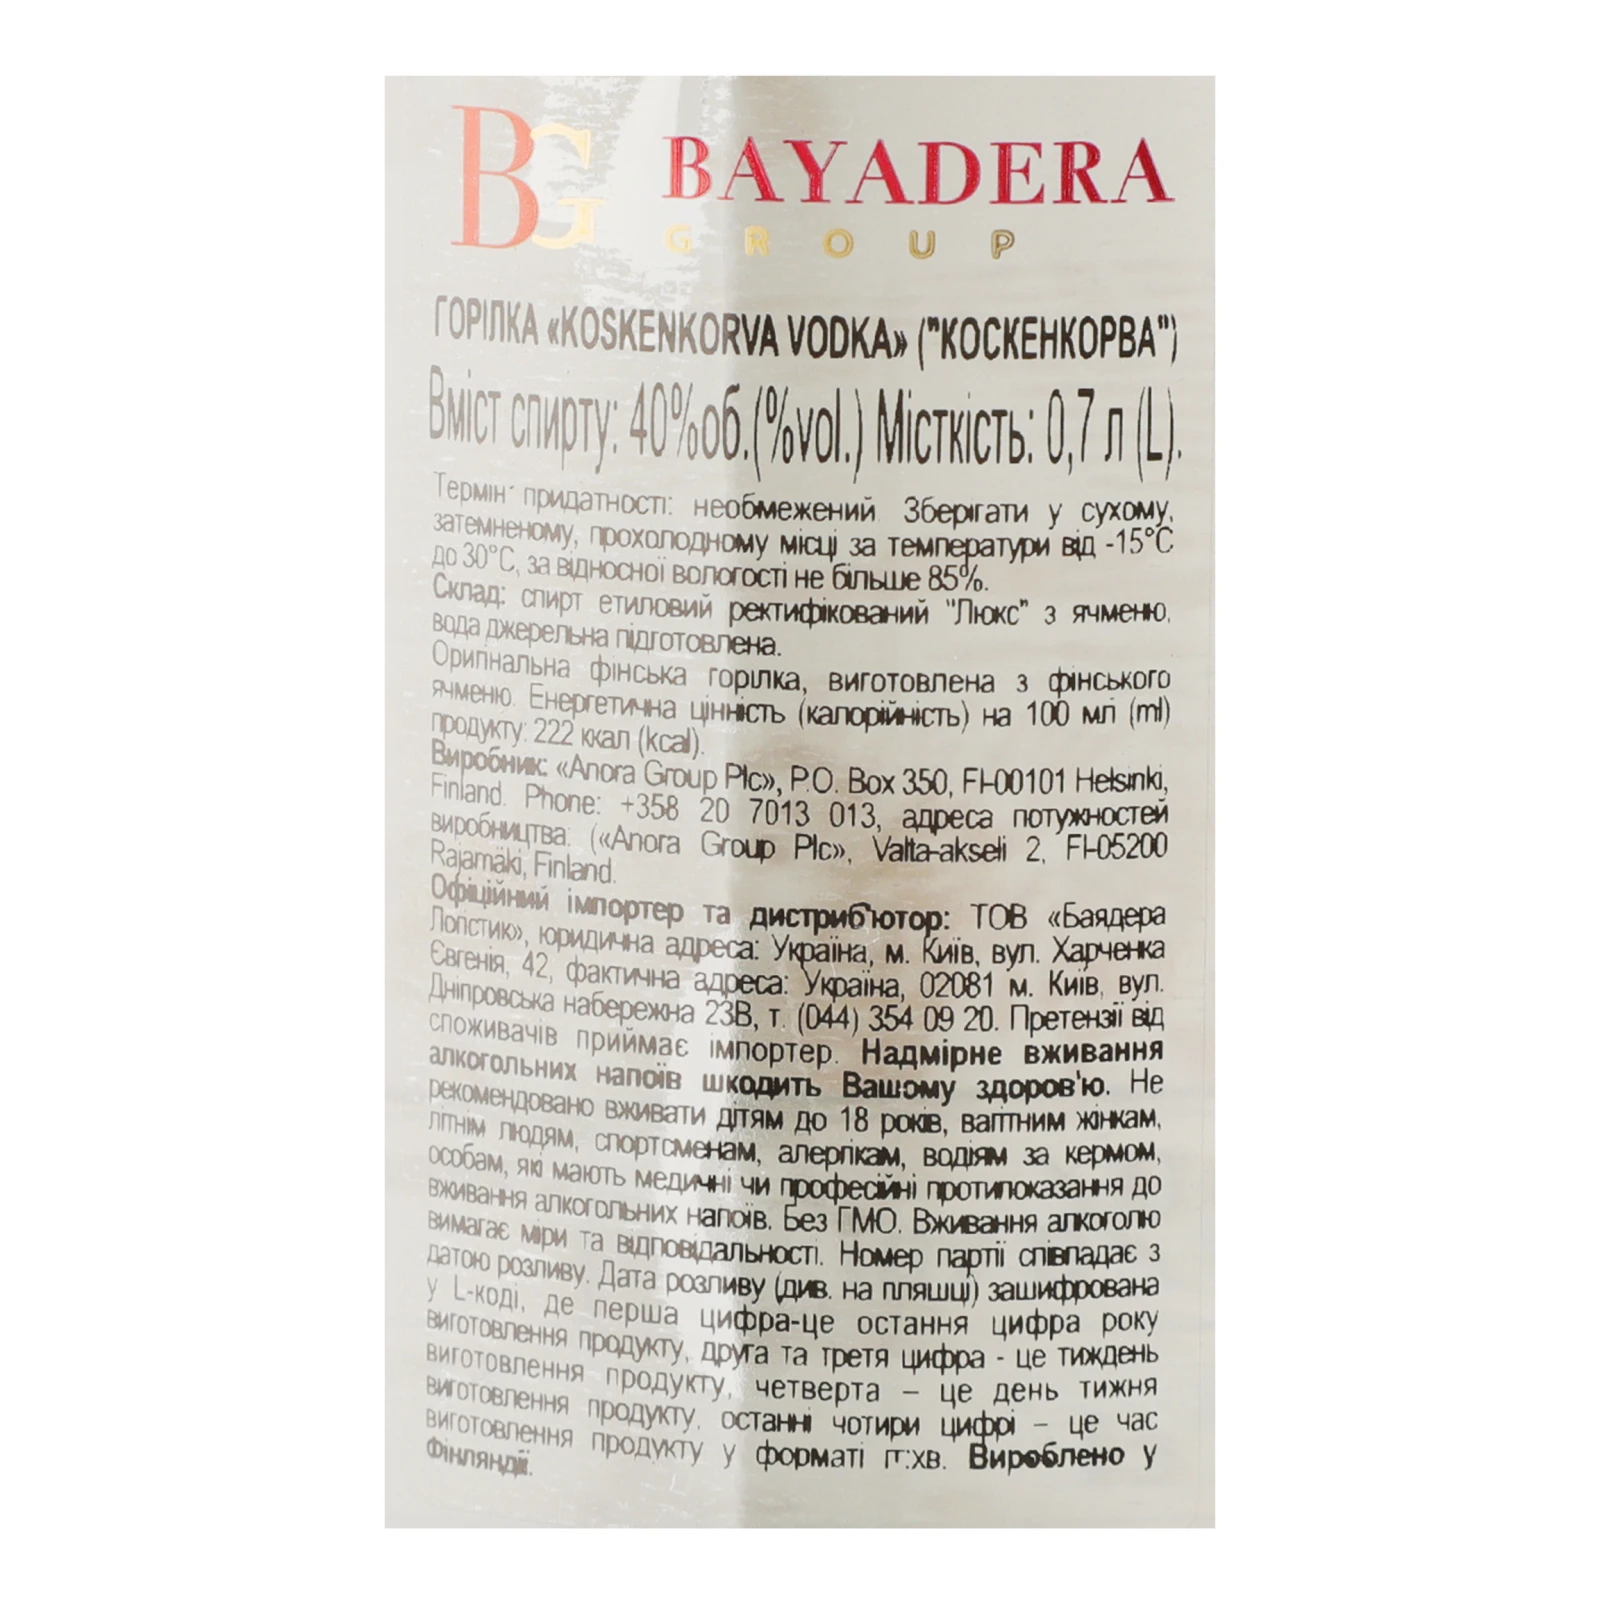 BG BAYADERA
GROUP
ГОРІЛКА «KOSKENKORVA VODKA» ("КОСКЕНКОРВА")
Вміст спирту: 40%об.(%vol.) Місткість: 0,7 л (L).
Термін придатності: необмежений. Зберігати у сухому,
затемненому, прохолодному місці за температури від -15°С
до 30°С, за відносної вологості не більше 85%.
Склад: спирт етиловий ректифікований "Люкс" з ячменю,
вода джерельна підготовлена.
Оригінальна фінська горілка, виготовлена з фінського
ячменю. Енергетична цінність (калорійність) на 100 мл (ml)
продукту: 222 ккал (kcal).
Виробник: «Anora Group Plc», P.O. Box 350, FI-00101 Helsinki,
Finland. Phone: +358 20 7013 013, адреса потужностей
виробництва: («Anora Group Plc», Valta-akseli 2, FI-05200
Rajamäki, Finland.
Офіційний імпортер та дистриб'ютор: ТОВ «Баядера
Логістик», юридична адреса: Україна, м. Київ, вул. Харченка
Євгенія, 42, фактична адреса: Україна, 02081 м. Київ, вул.
Дніпровська набережна 23В, т. (044) 354 09 20. Претензії від
споживачів приймає імпортер. Надмірне вживання
алкогольних напоїв шкодить Вашому здоров'ю. Не
рекомендовано вживати дітям до 18 років, вагітним жінкам,
літнім людям, спортсменам, алергікам, водіям за кермом,
особам, які мають медичні чи професійні протипоказання до
вживання алкогольних напоїв. Без ГМО. Вживання алкоголю
вимагає міри та відповідальності. Номер партії співпадає з
датою розливу. Дата розливу (див. на пляшці) зашифрована
у L-коді, де перша цифра-це остання цифра року
виготовлення продукту, друга та третя цифра - це тиждень
виготовлення продукту, четверта – це день тижня
виготовлення продукту, останні чотири цифрі – це час
виготовлення продукту у форматі гг:хв. Вироблено у
Фінляндії.